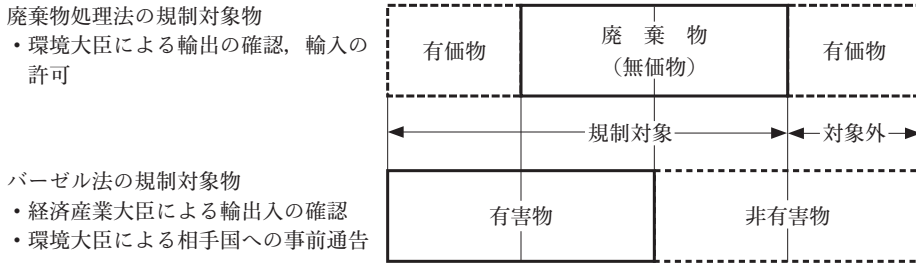 廃棄物処理法の規制対象物
・環境大臣による輸出の確認，輸入の
許可
有価物
廃 棄 物
（無価物）
有価物
規制対象
対象外
バーゼル法の規制対象物
・経済産業大臣による輸出入の確認
・環境大臣による相手国への事前通告
有害物
非有害物